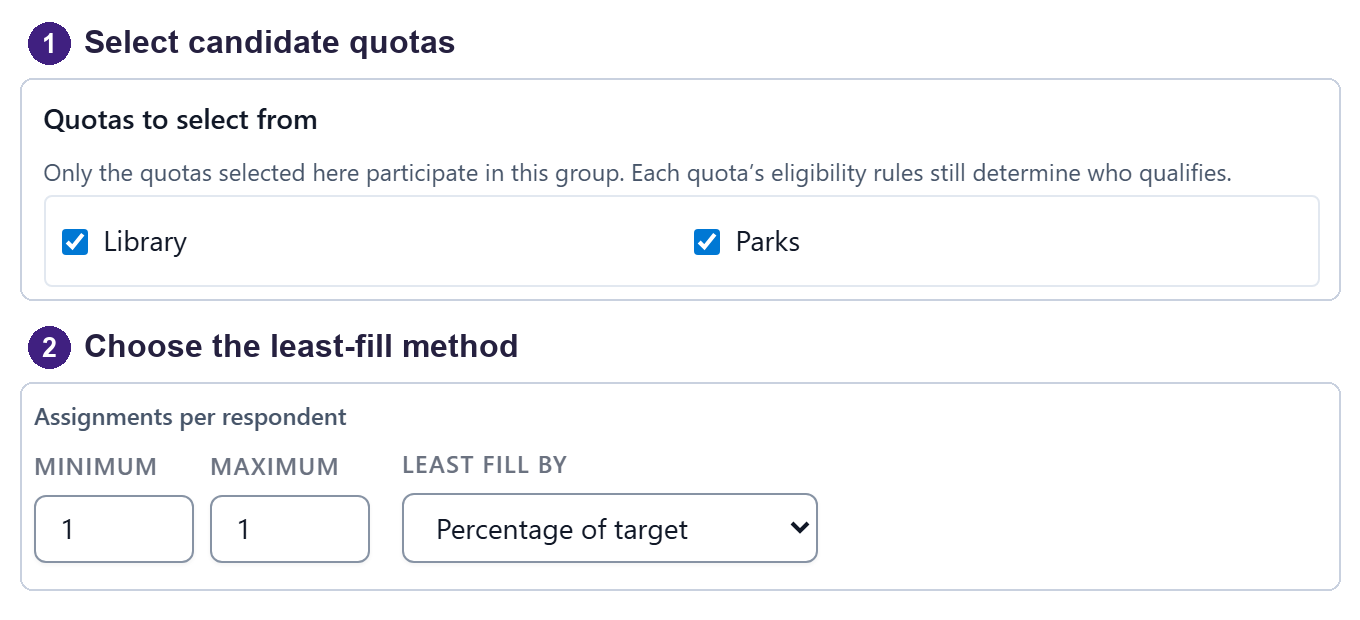 1 Select candidate quotas
Quotas to select from
Only the quotas selected here participate in this group. Each quota’s eligibility rules still determine who qualifies.
Library Parks
2 Choose the least-fill method
Assignments per respondent
MINIMUM MAXIMUM LEAST FILL BY
1 1 Percentage of target